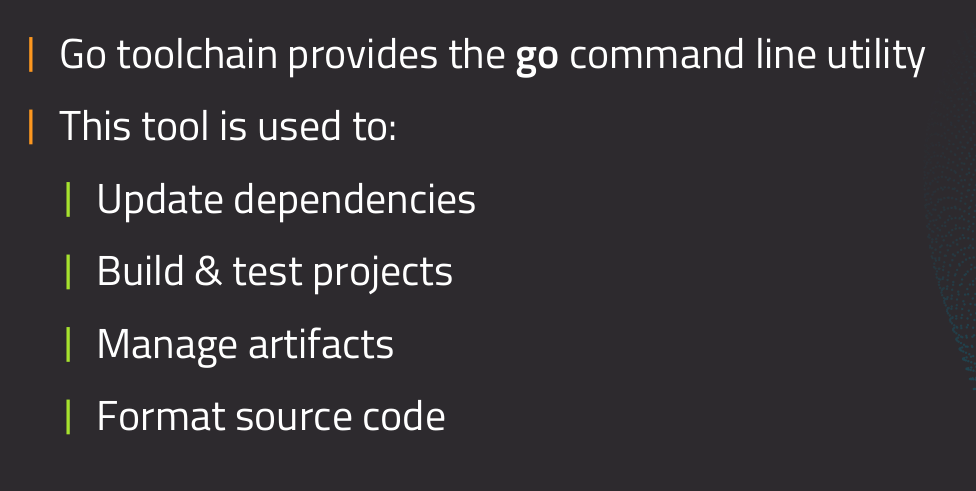 Go toolchain provides the go command line utility
This tool is used to:
Update dependencies
Build & test projects
Manage artifacts
Format source code